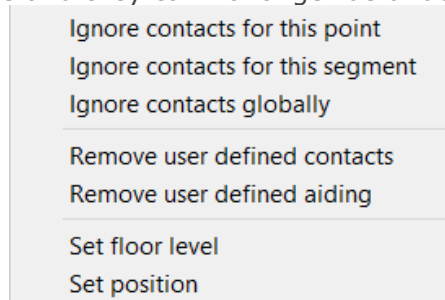 Ignore contacts for this point
Ignore contacts for this segment
Ignore contacts globally
Remove user defined contacts
Remove user defined aiding
Set floor level
Set position